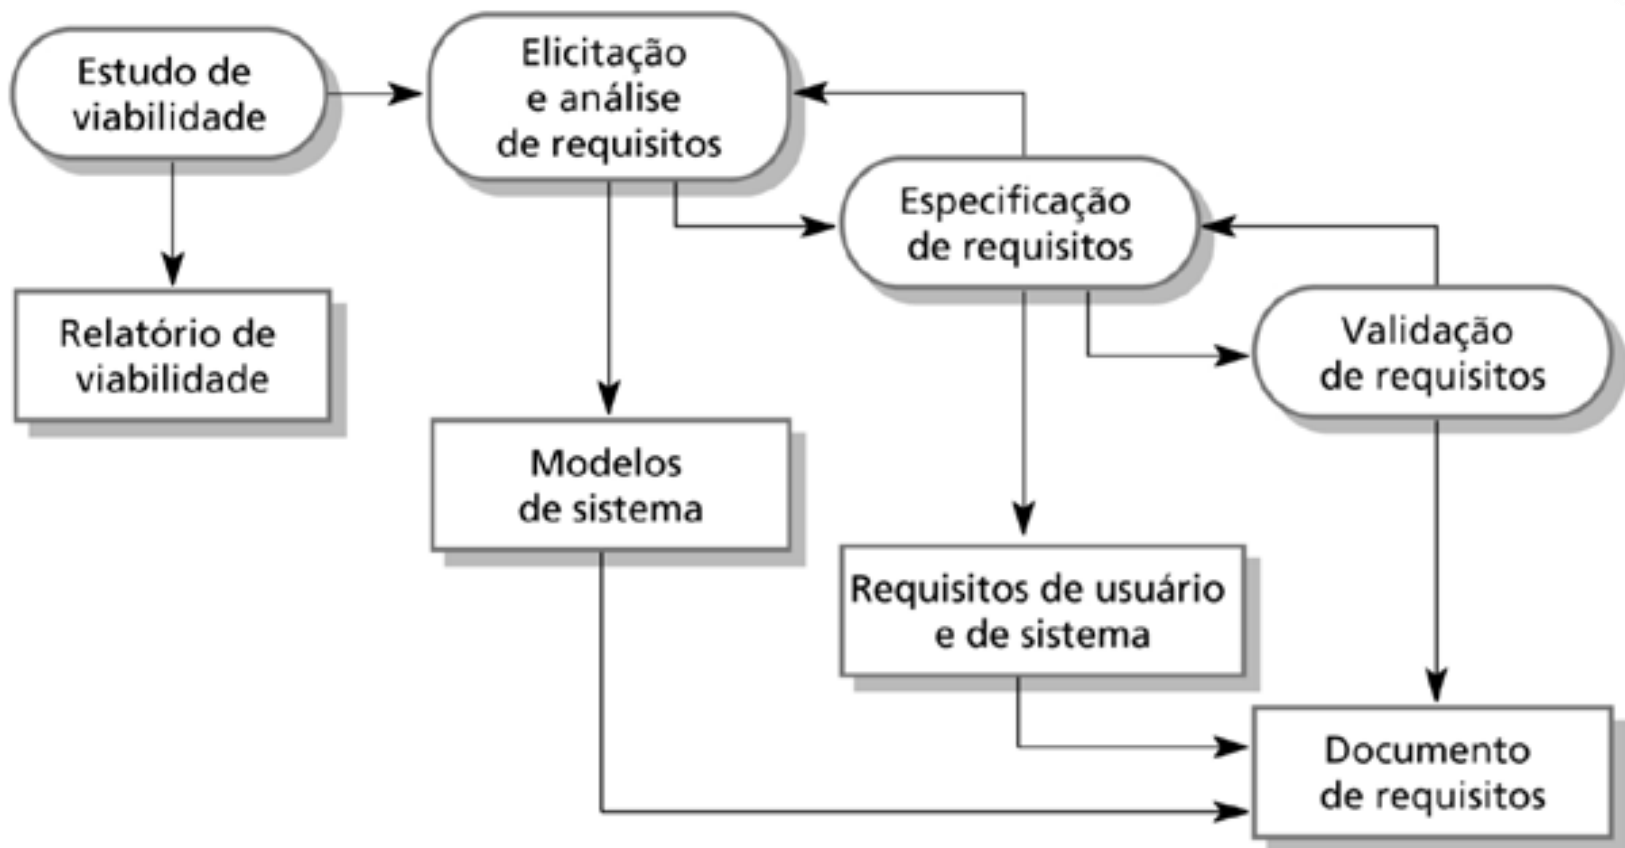 Estudo de
viabilidade
Elicitação
e análise
de requisitos
Especificação
de requisitos
Validação
de requisitos
Relatório de
viabilidade
Modelos
de sistema
Requisitos de usuário
e de sistema
Documento
de requisitos